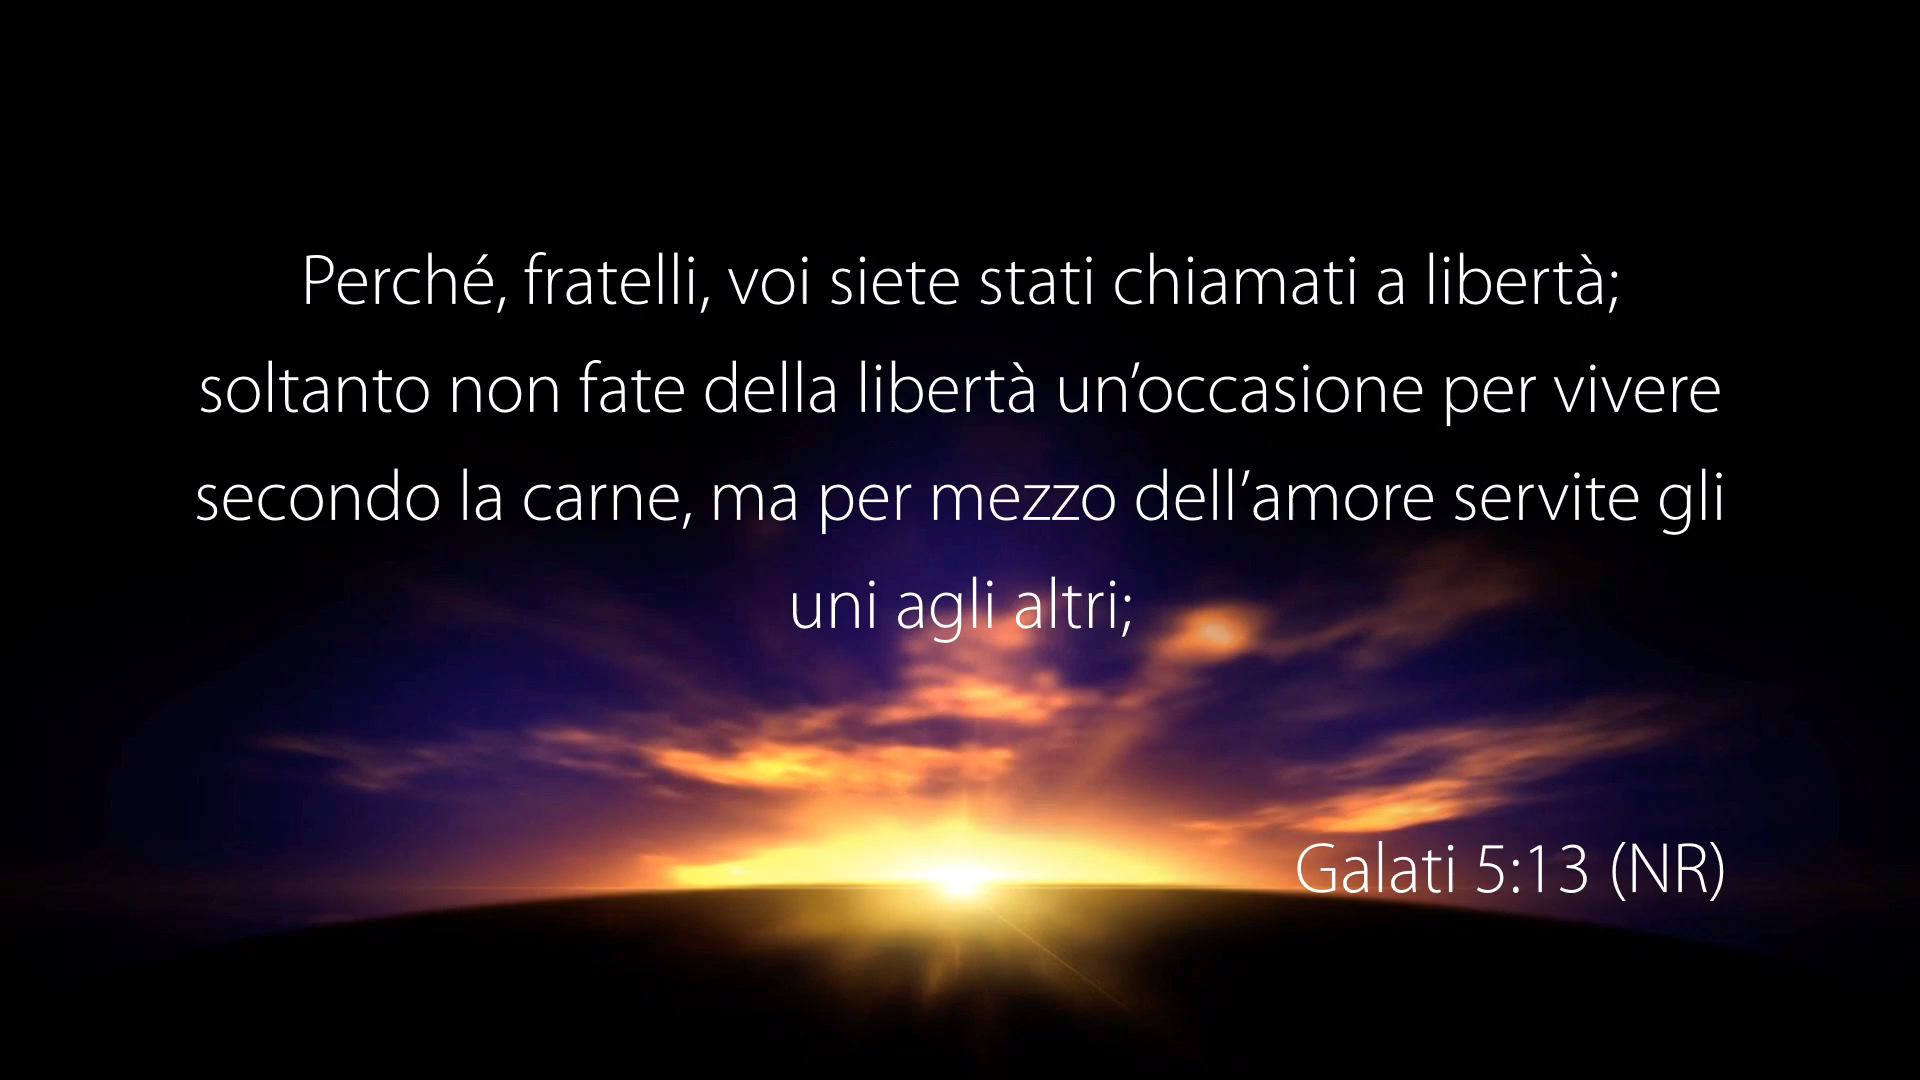 Perché, fratelli, voi siete stati chiamati a libertà;
soltanto non fate della libertà un’occasione per vivere
secondo la carne, ma per mezzo dell’amore servite gli
uni agli altri;
Galati 5:13 (NR)